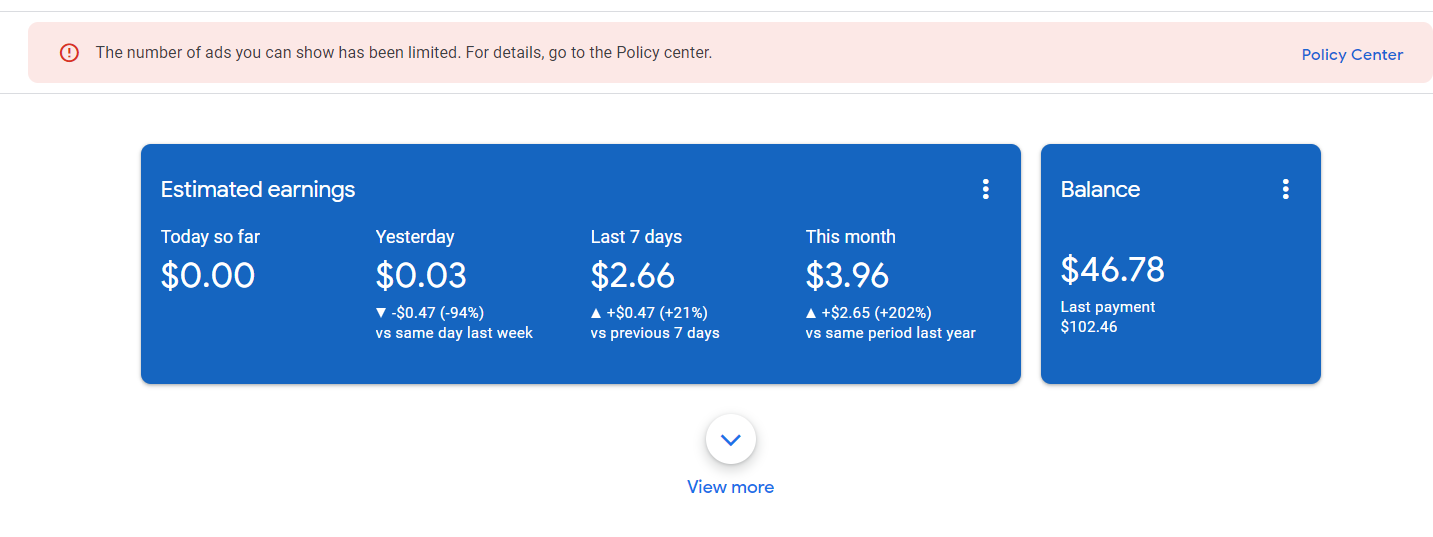 The number of ads you can show has been limited. For details, go to the Policy center.
Policy Center
Estimated earnings
Today so far
$0.00
Yesterday
$0.03
▼ -$0.47 (-94%)
vs same day last week
Last 7 days
$2.66
▲ +$0.47 (+21%)
vs previous 7 days
This month
$3.96
▲ +$2.65 (+202%)
vs same period last year
Balance
$46.78
Last payment
$102.46
View more